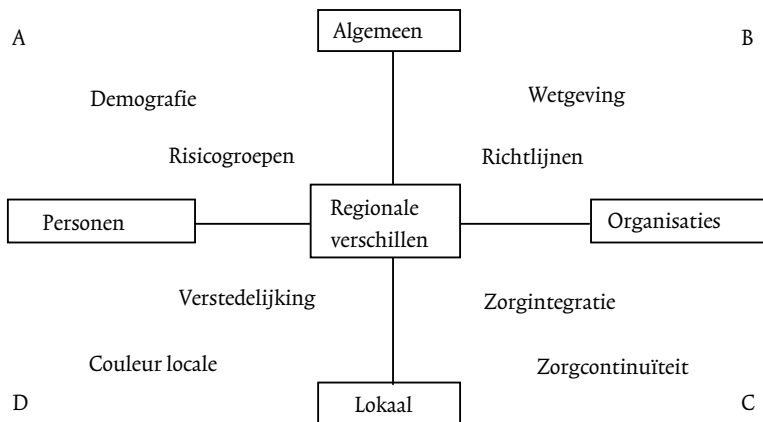 Algemeen
A
B
Demografie
Wetgeving
Risicogroepen
Richtlijnen
Personen
Regionale
verschillen
Organisaties
Verstedelijking
Zorgintegratie
Couleur locale
Zorgcontinuïteit
D
Lokaal
C